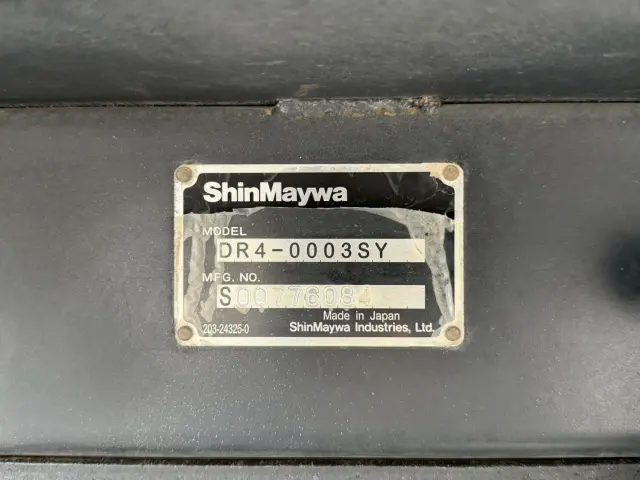 ShinMaywa
MODEL
DR4-0003SY
MFG. NO.
S00776084
Made in Japan
203-24325-0
ShinMaywa Industries, Ltd.